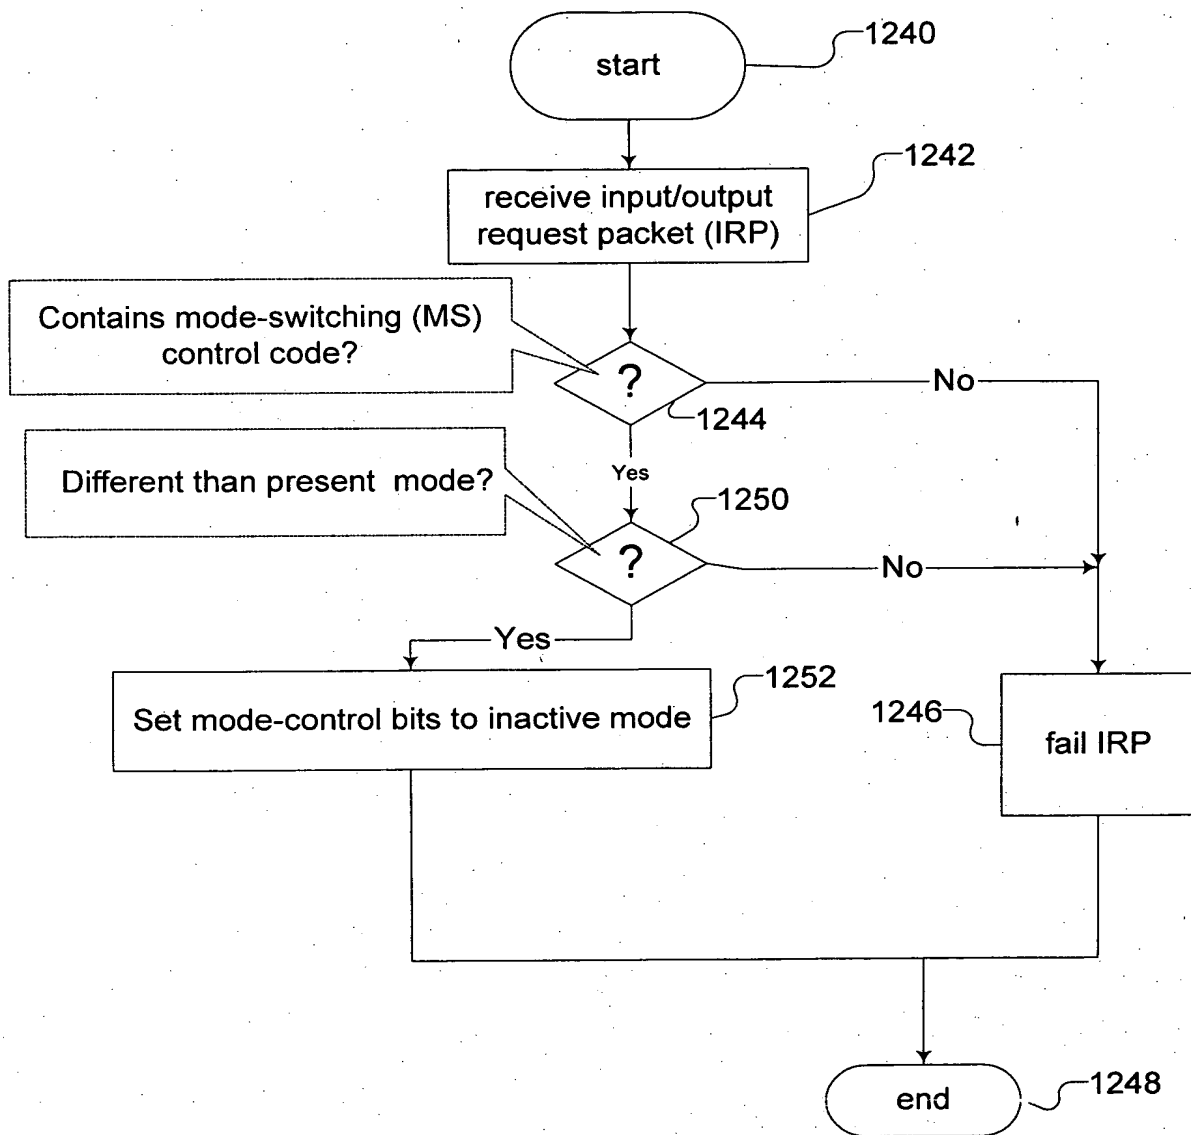 start
1240
receive input/output
request packet (IRP)
1242
Contains mode-switching (MS)
control code?
?
No
1244
Yes
Different than present mode?
1250
?
No
Yes
Set mode-control bits to inactive mode
1252
1246
fail IRP
end
1248